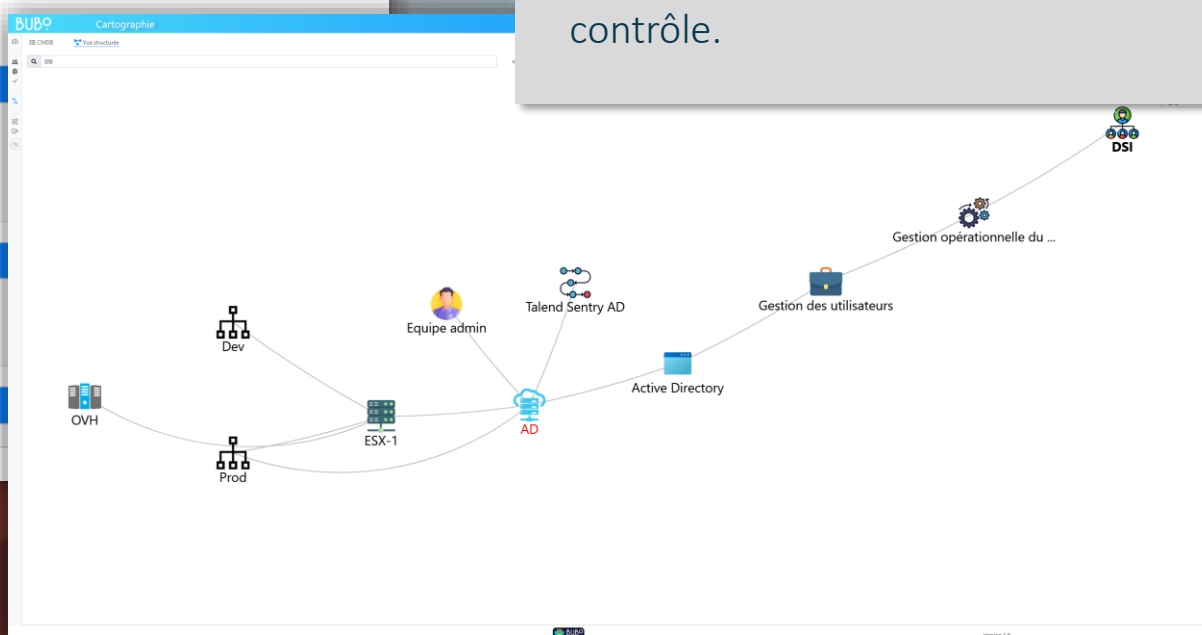 contrôle.
BUBO
Cartographie
CMDB
Vue structurée
DSI
DSI
Gestion opérationnelle du ...
Gestion des utilisateurs
Talend Sentry AD
Equipe admin
Dev
Active Directory
OVH
ESX-1
AD
Prod
BUBO